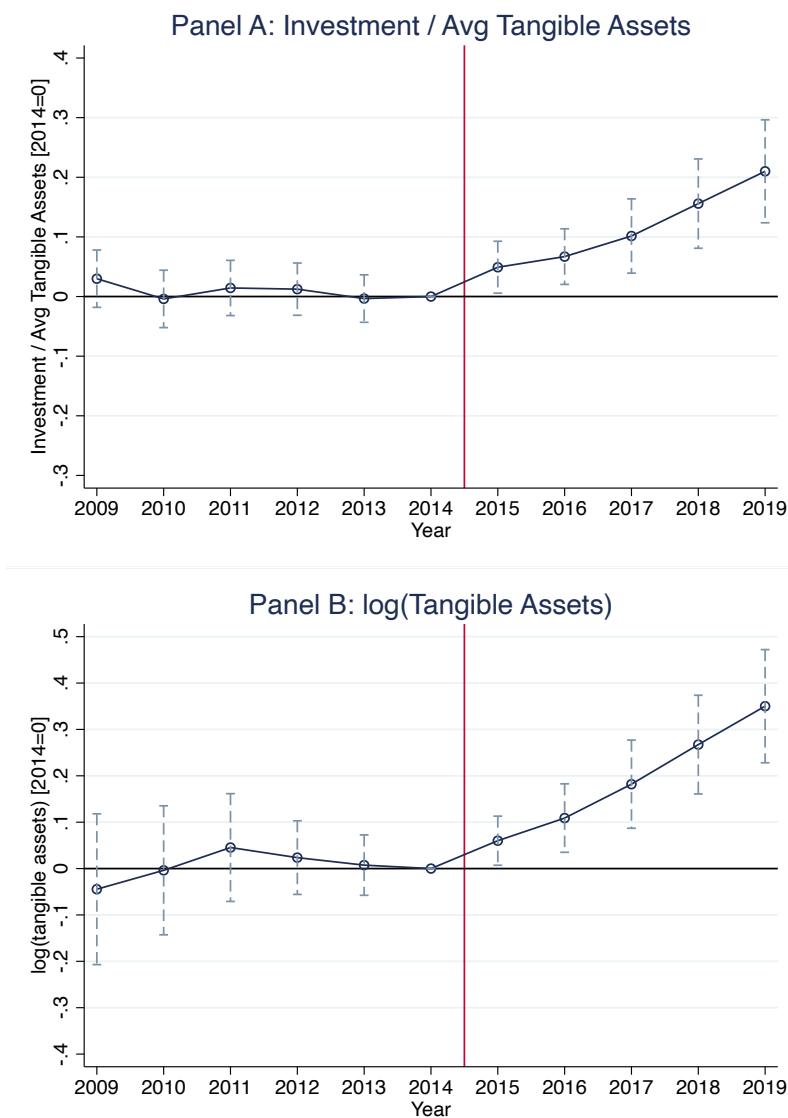 Panel A: Investment / Avg Tangible Assets
Investment / Avg Tangible Assets [2014=0]
.4
.3
.2
.1
0
-.1
-.2
-.3
2009 2010 2011 2012 2013 2014 2015 2016 2017 2018 2019
Year
Panel B: log(Tangible Assets)
log(tangible assets) [2014=0]
.5
.4
.3
.2
.1
0
-.1
-.2
-.3
-.4
2009 2010 2011 2012 2013 2014 2015 2016 2017 2018 2019
Year